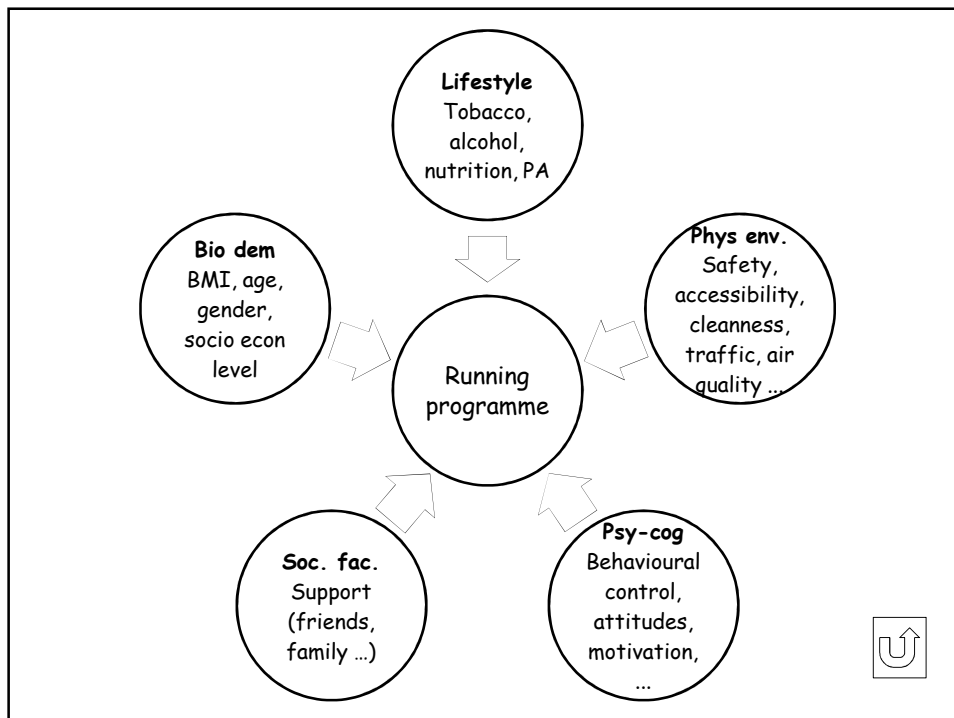 Lifestyle
Tobacco,
alcohol,
nutrition, PA
Bio dem
BMI, age,
gender,
socio econ
level
Phys env.
Safety,
accessibility,
cleanness,
traffic, air
quality ...
Running
programme
Soc. fac.
Support
(friends,
family ...)
Psy-cog
Behavioural
control,
attitudes,
motivation,
...